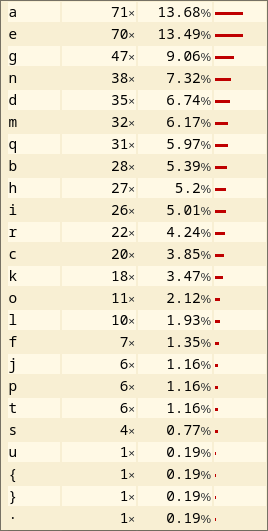 a 71× 13.68%
e 70× 13.49%
g 47× 9.06%
n 38× 7.32%
d 35× 6.74%
m 32× 6.17%
q 31× 5.97%
b 28× 5.39%
h 27× 5.2%
i 26× 5.01%
r 22× 4.24%
c 20× 3.85%
k 18× 3.47%
o 11× 2.12%
l 10× 1.93%
f 7× 1.35%
j 6× 1.16%
p 6× 1.16%
t 6× 1.16%
s 4× 0.77%
u 1× 0.19%
{ 1× 0.19%
} 1× 0.19%
· 1× 0.19%